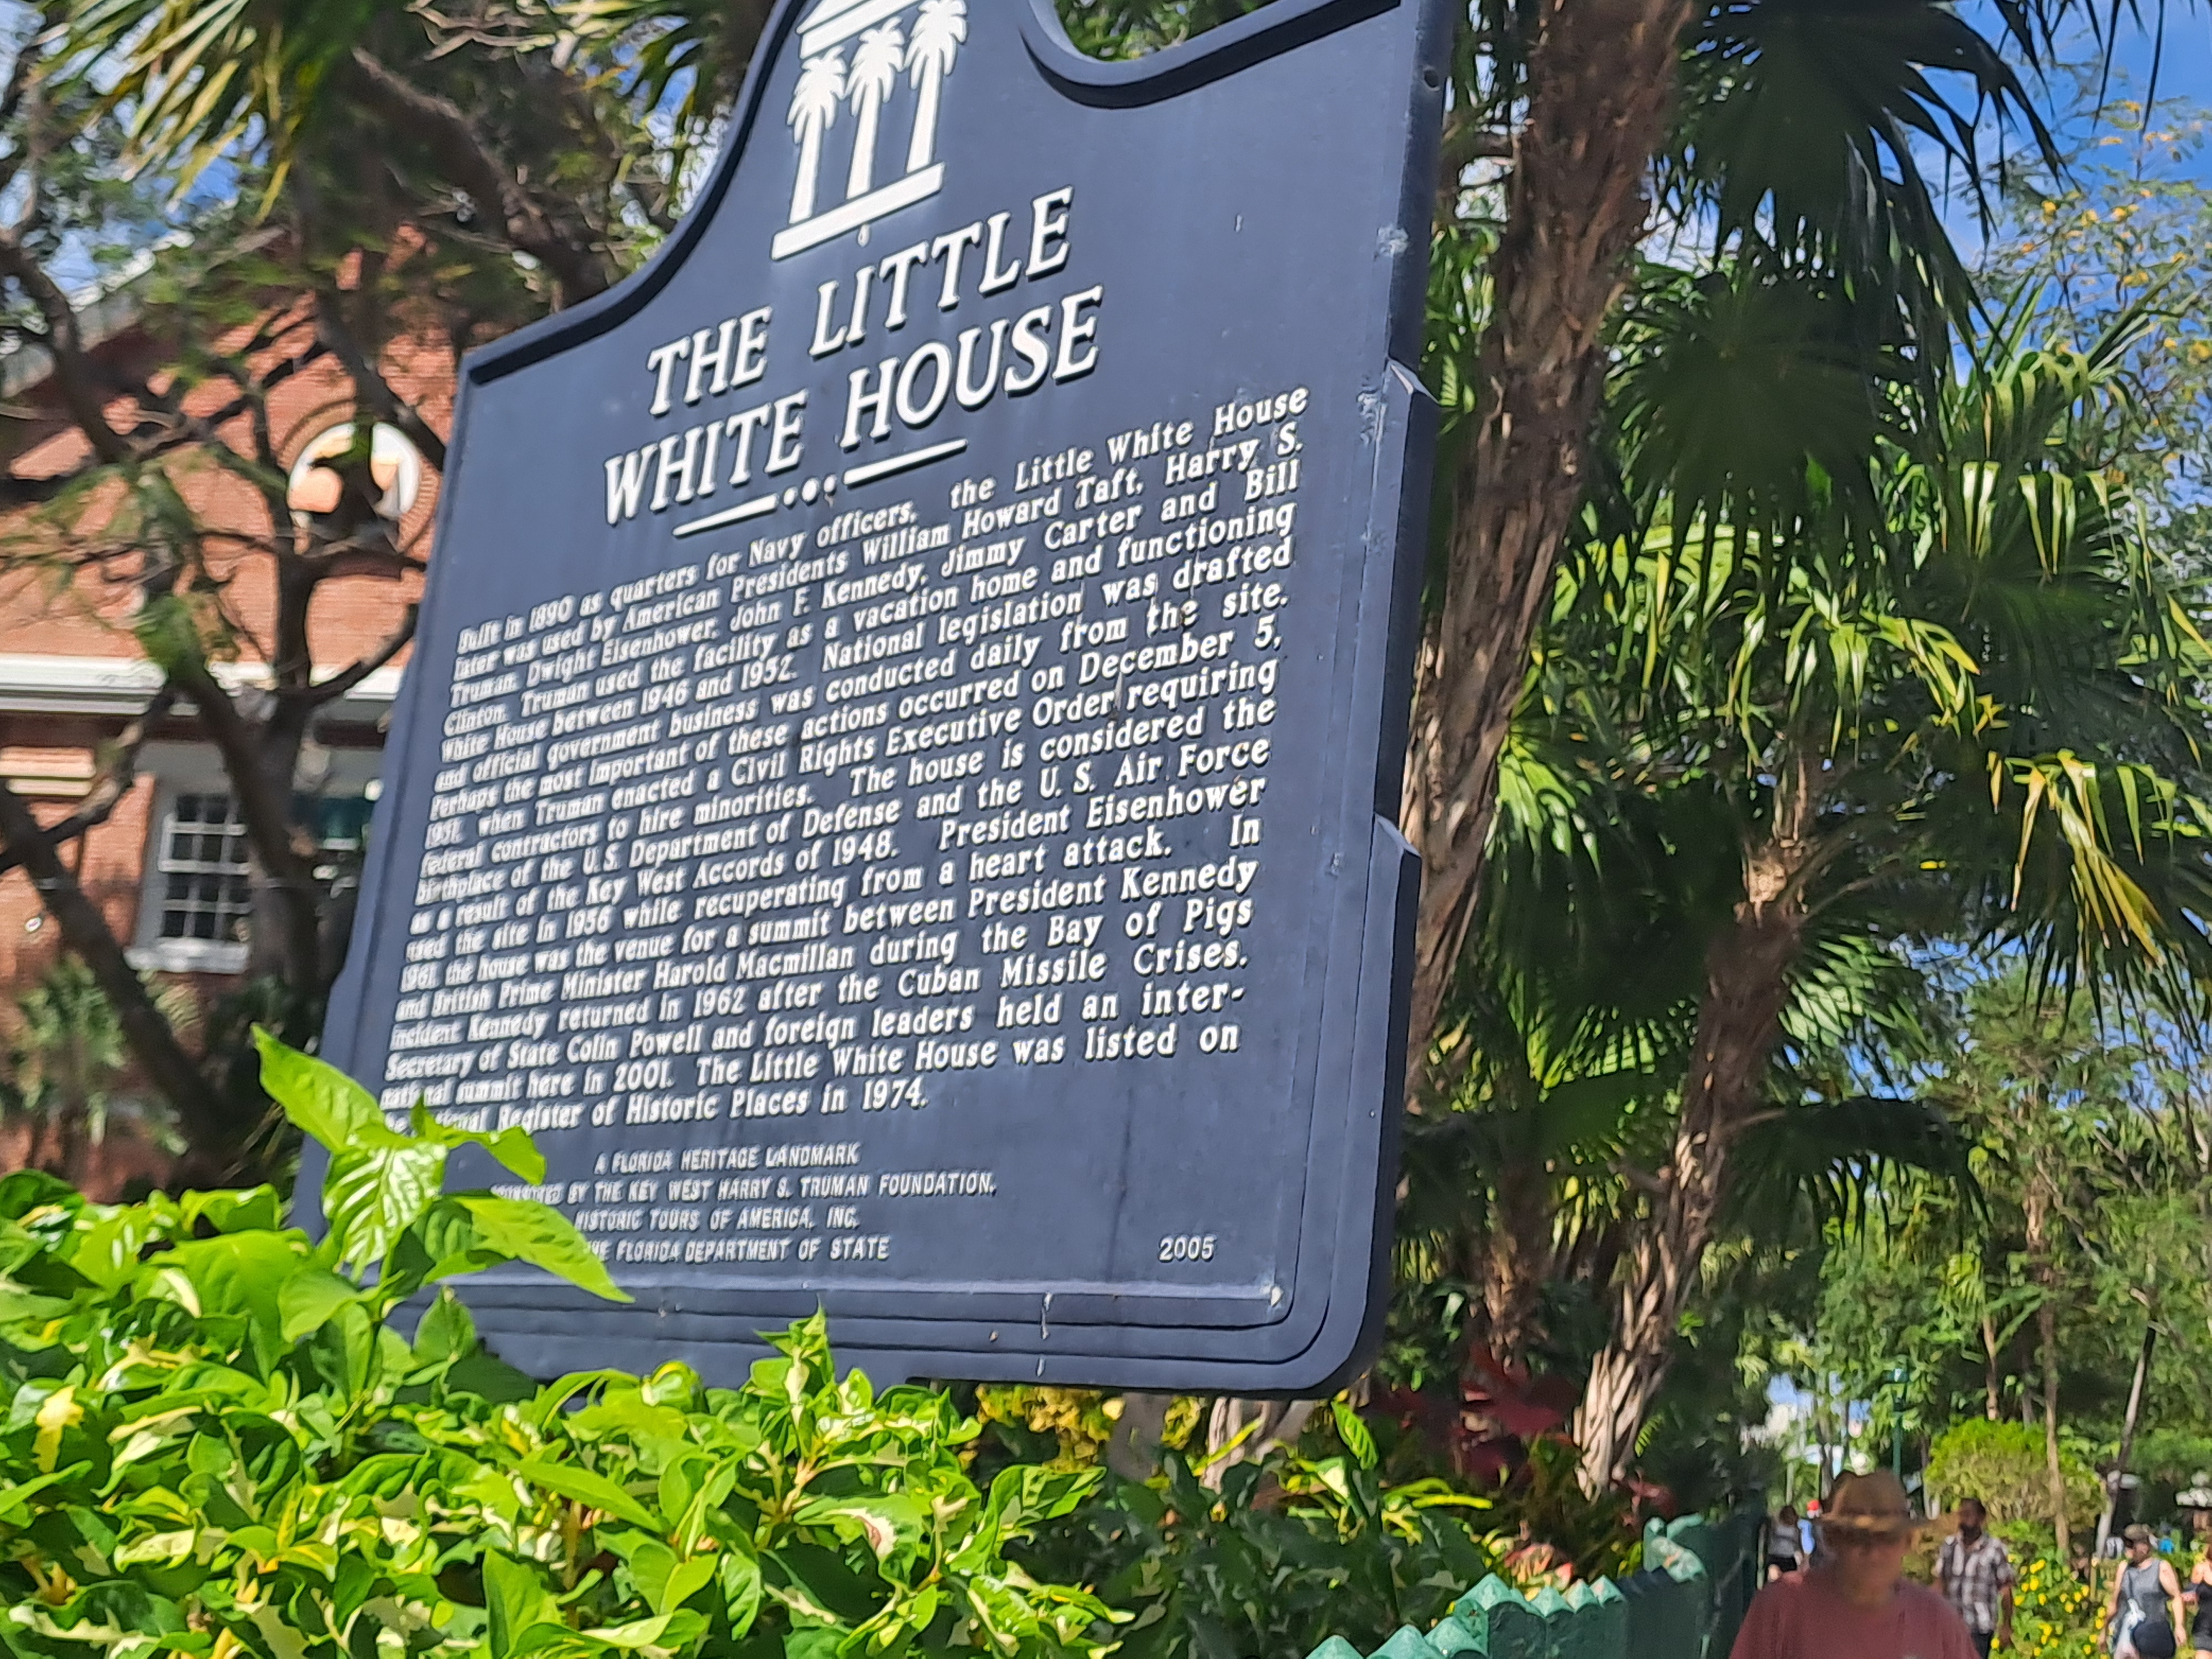 THE LITTLE
WHITE HOUSE
Built in 1890 as quarters for Navy officers, the Little White House
later was used by American Presidents William Howard Taft, Harry S.
Truman, Dwight Eisenhower, John F. Kennedy, Jimmy Carter and Bill
Clinton. Truman used the facility as a vacation home and functioning
White House between 1946 and 1952. National legislation was drafted
and official government business was conducted daily from the site.
Perhaps the most important of these actions occurred on December 5,
1951, when Truman enacted a Civil Rights Executive Order requiring
federal contractors to hire minorities. The house is considered the
birthplace of the U.S. Department of Defense and the U. S. Air Force
as a result of the Key West Accords of 1948. President Eisenhower
used the site in 1956 while recuperating from a heart attack. In
1961, the house was the venue for a summit between President Kennedy
and British Prime Minister Harold Macmillan during the Bay of Pigs
incident. Kennedy returned in 1962 after the Cuban Missile Crises.
Secretary of State Colin Powell and foreign leaders held an inter-
national summit here in 2001. The Little White House was listed on
Register of Historic Places in 1974.
A FLORIDA HERITAGE LANDMARK
BY THE KEY WEST HARRY S. TRUMAN FOUNDATION,
HISTORIC TOURS OF AMERICA, INC.
FLORIDA DEPARTMENT OF STATE 2005